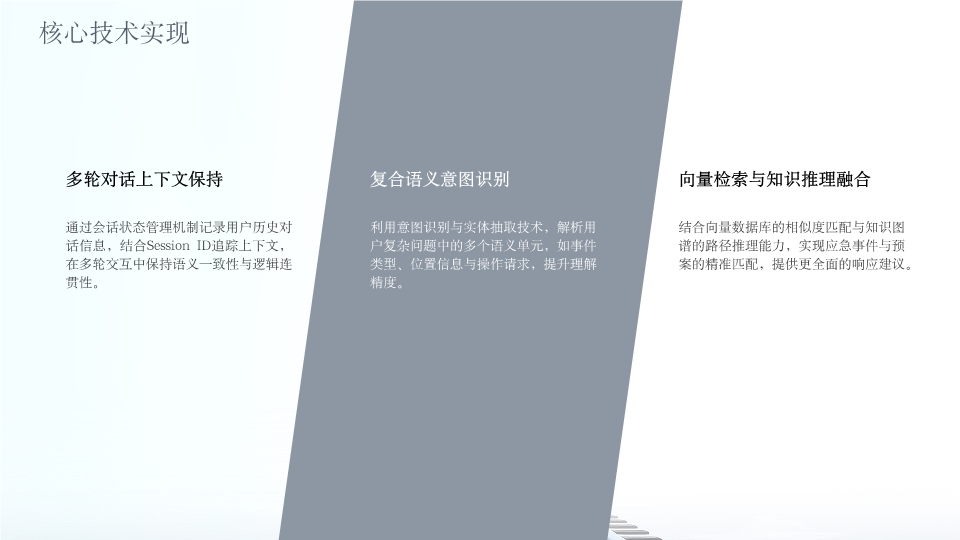 核心技术实现
多轮对话上下文保持
通过会话状态管理机制记录用户历史对
话信息，结合Session ID追踪上下文，
在多轮交互中保持语义一致性与逻辑连
贯性。
复合语义意图识别
利用意图识别与实体抽取技术，解析用
户复杂问题中的多个语义单元，如事件
类型、位置信息与操作请求，提升理解
精度。
向量检索与知识推理融合
结合向量数据库的相似度匹配与知识图
谱的路径推理能力，实现应急事件与预
案的精准匹配，提供更全面的响应建议。